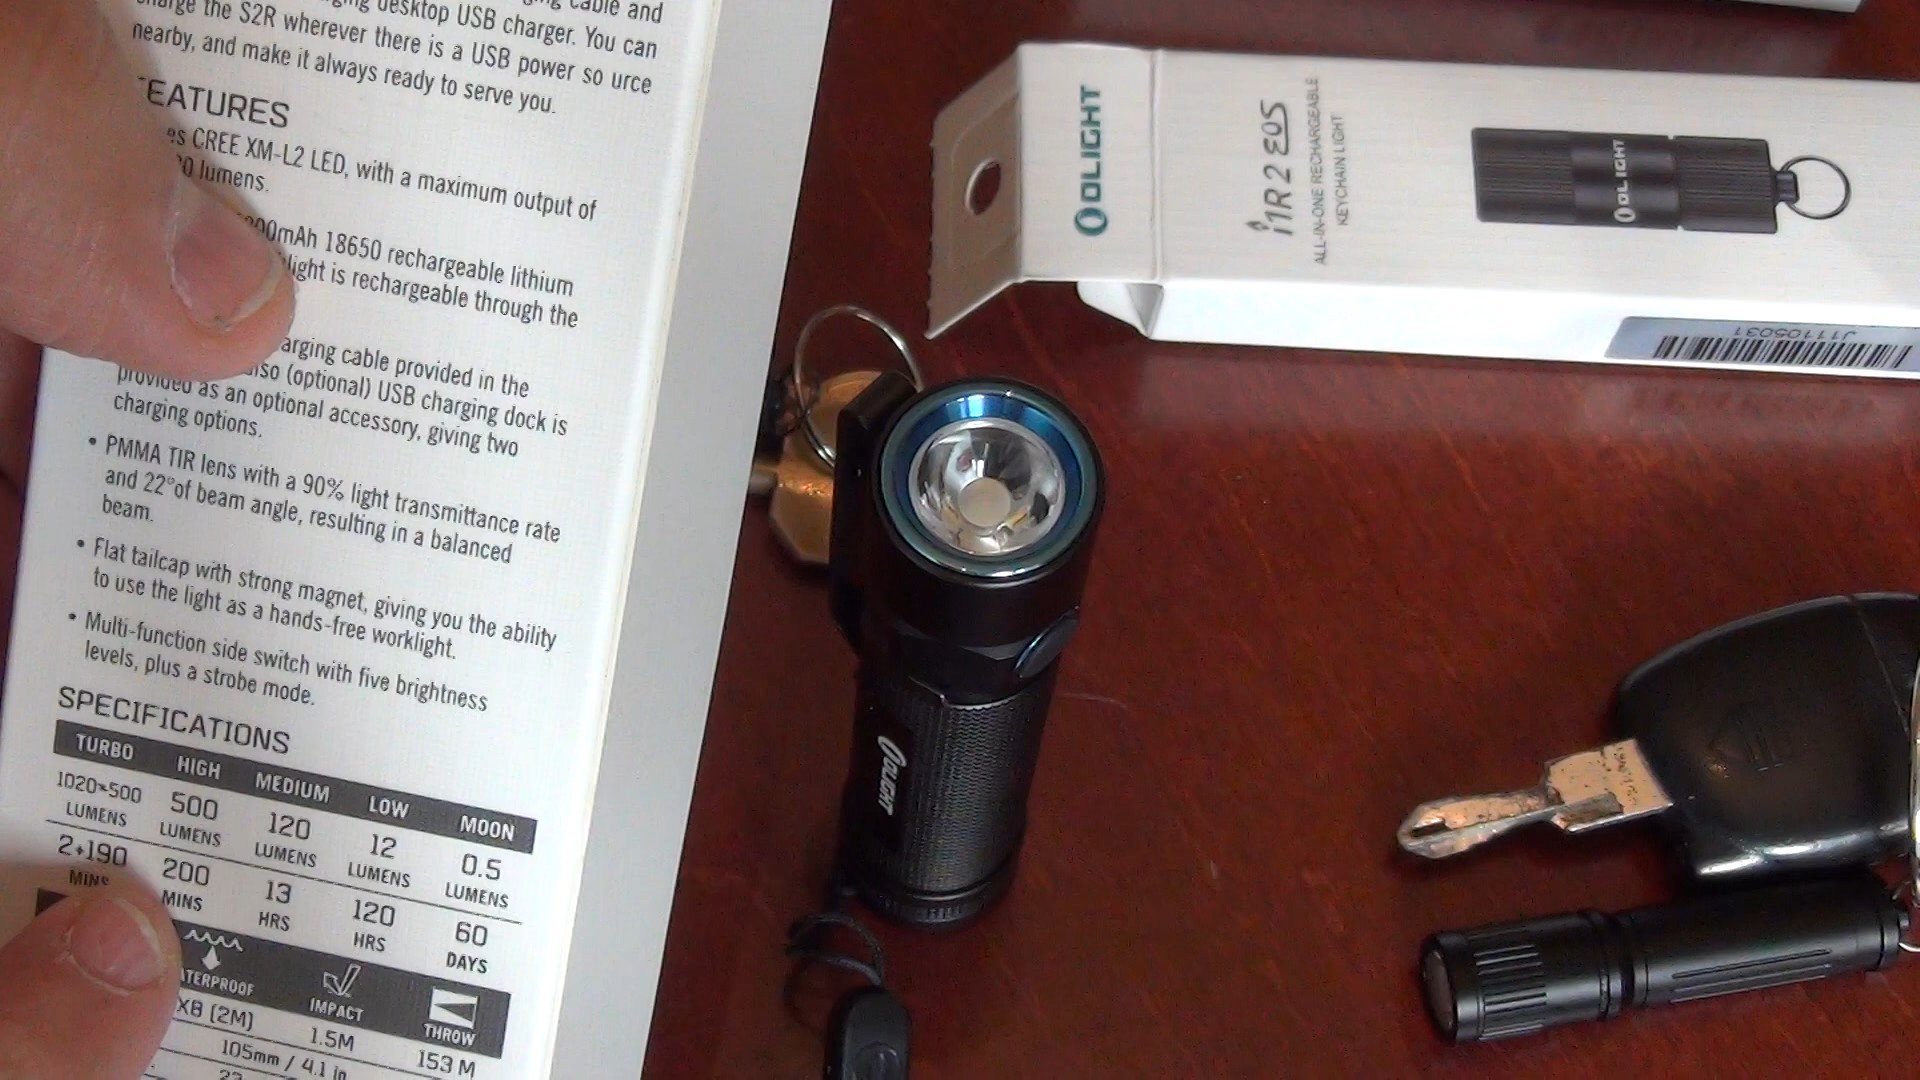 cable and
desktop USB charger. You can
the S2R wherever there is a USB power so urce
nearby, and make it always ready to serve you.
EATURES
CREE XM-L2 LED, with a maximum output of
lumens.
18650 rechargeable lithium
light is rechargeable through the
arging cable provided in the
(optional) USB charging dock is
provided as an optional accessory, giving two
charging options.
• PMMA TIR lens with a 90% light transmittance rate
and 22°of beam angle, resulting in a balanced
beam.
• Flat tailcap with strong magnet, giving you the ability
to use the light as a hands-free worklight.
• Multi-function side switch with five brightness
levels, plus a strobe mode.
SPECIFICATIONS
TURBO HIGH MEDIUM LOW MOON
1020~500 LUMENS 500 LUMENS 120 LUMENS 12 LUMENS 0.5 LUMENS
2+190 MINS 200 MINS 13 HRS 120 HRS 60 DAYS
TERPROOF IMPACT THROW
X8 (2M) 1.5M 153 M
105mm / 4.1 in
OLIGHT
i1R 2 EOS
ALL-IN-ONE RECHARGEABLE
KEYCHAIN LIGHT
OLIGHT
J11105031
OLIGHT